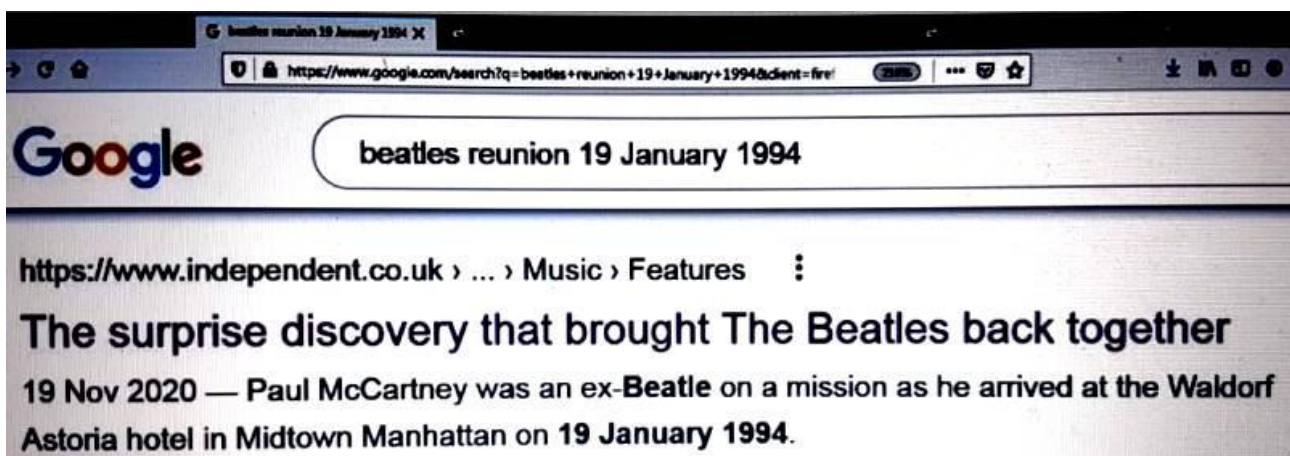 beatles reunion 19 January 1994
https://www.google.com/search?q=beatles+reunion+19+January+1994&client=firef
Google
beatles reunion 19 January 1994
https://www.independent.co.uk › ... › Music › Features
The surprise discovery that brought The Beatles back together
19 Nov 2020 — Paul McCartney was an ex-Beatle on a mission as he arrived at the Waldorf
Astoria hotel in Midtown Manhattan on 19 January 1994.